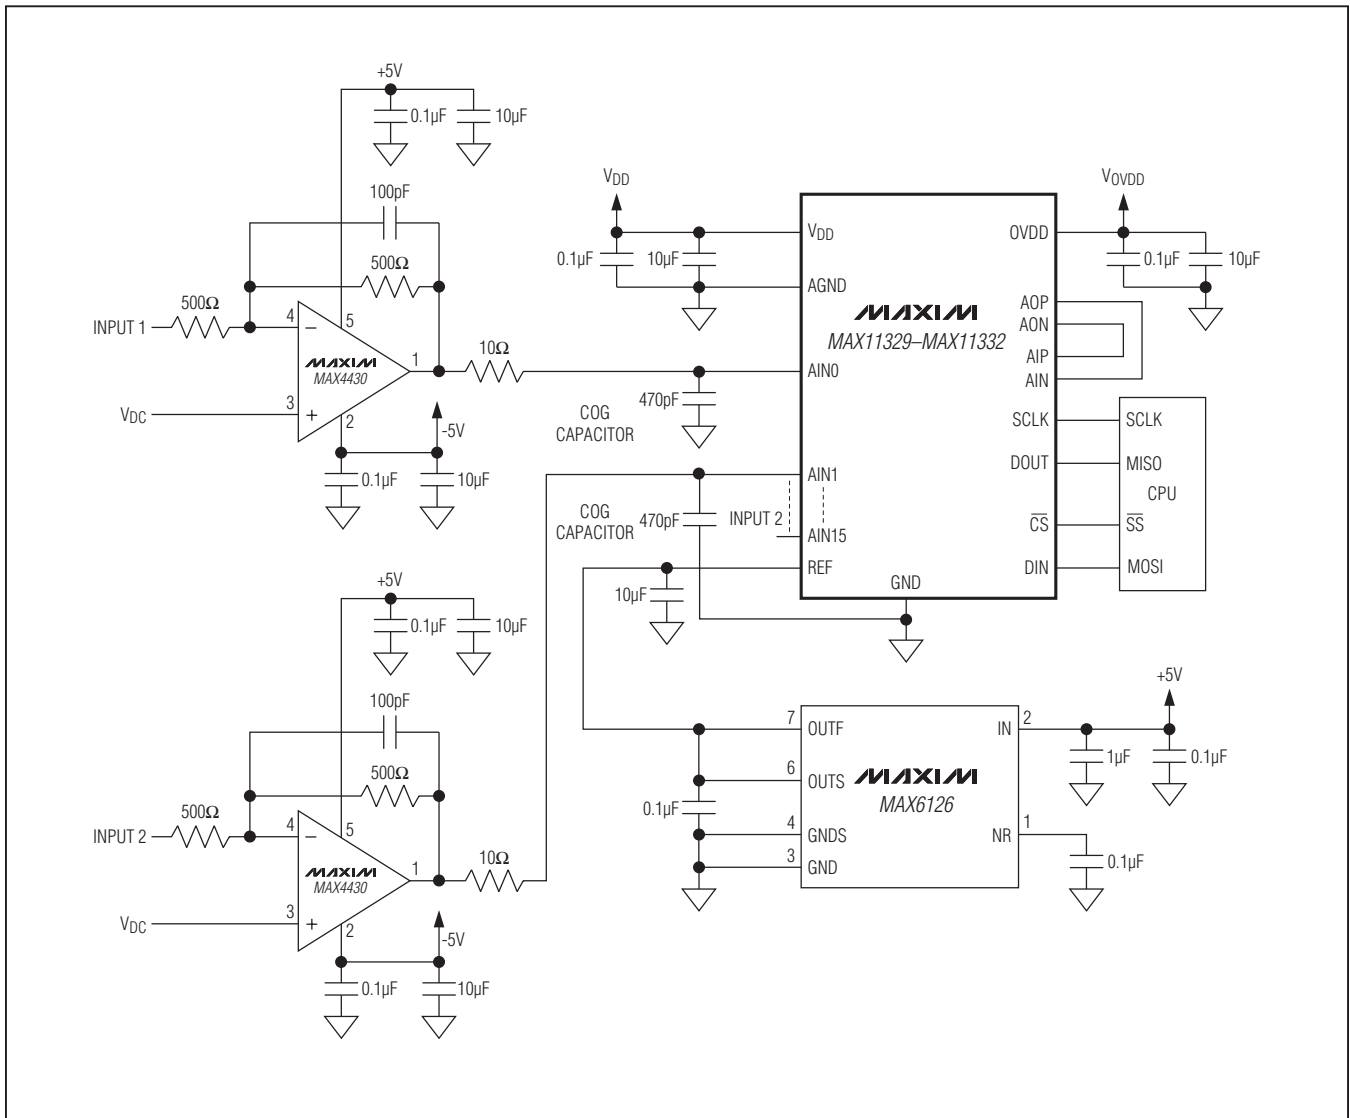 +5V
0.1µF
10µF
100pF
500Ω
500Ω
INPUT 1
4
−
5
MAXIM
MAX4430
1
10Ω
VDC
3
+
2
-5V
0.1µF
10µF
COG
CAPACITOR
470pF
COG
CAPACITOR
470pF
INPUT 2
+5V
0.1µF
10µF
100pF
500Ω
500Ω
INPUT 2
4
−
5
MAXIM
MAX4430
1
10Ω
VDC
3
+
2
-5V
0.1µF
10µF
VDD
0.1µF
10µF
VDD
AGND
AIN0
AIN1
AIN15
REF
GND
MAXIM
MAX11329–MAX11332
OVDD
AOP
AON
AIP
AIN
SCLK
DOUT
CS
DIN
VOVDD
0.1µF
10µF
SCLK
MISO
CPU
SS
MOSI
10µF
0.1µF
7
OUTF
6
OUTS
4
GNDS
3
GND
MAXIM
MAX6126
IN
2
NR
1
+5V
1µF
0.1µF
0.1µF